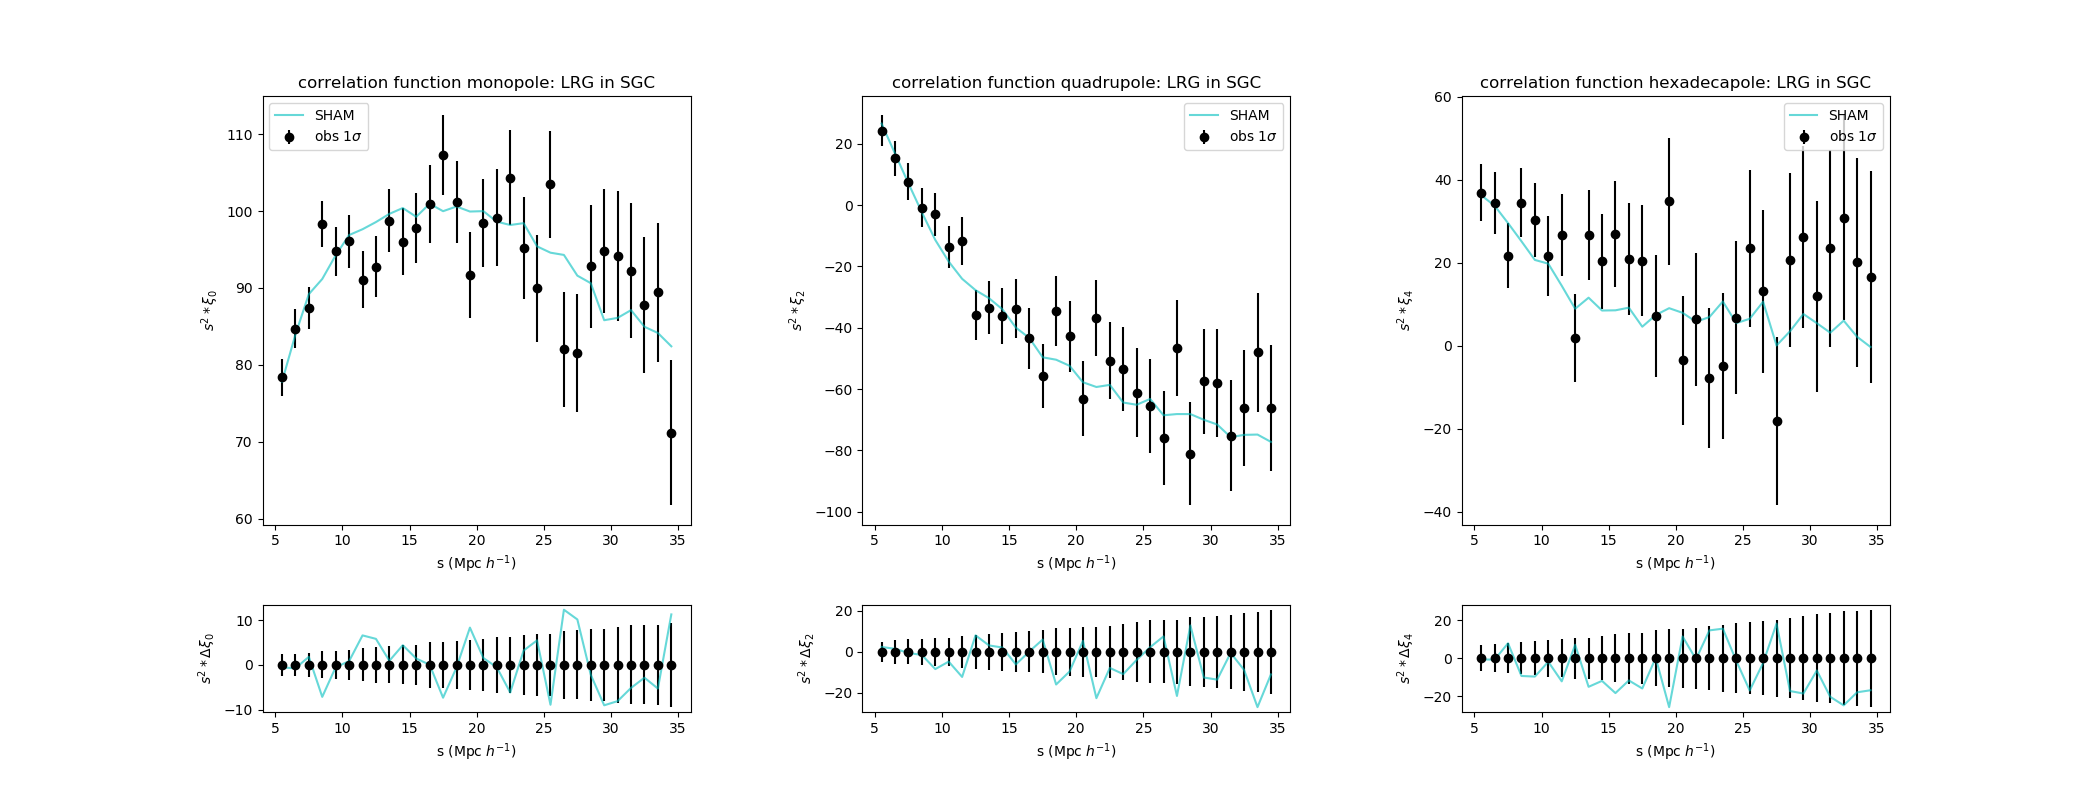 correlation function monopole: LRG in SGC
SHAM
obs 1σ
110
100
90
80
70
60
s² * ξ₀
5 10 15 20 25 30 35
s (Mpc h⁻¹)
10
0
−10
s² * Δξ₀
5 10 15 20 25 30 35
s (Mpc h⁻¹)
correlation function quadrupole: LRG in SGC
SHAM
obs 1σ
20
0
−20
−40
−60
−80
−100
s² * ξ₂
5 10 15 20 25 30 35
s (Mpc h⁻¹)
20
0
−20
s² * Δξ₂
5 10 15 20 25 30 35
s (Mpc h⁻¹)
correlation function hexadecapole: LRG in SGC
SHAM
obs 1σ
60
40
20
0
−20
−40
s² * ξ₄
5 10 15 20 25 30 35
s (Mpc h⁻¹)
20
0
−20
s² * Δξ₄
5 10 15 20 25 30 35
s (Mpc h⁻¹)